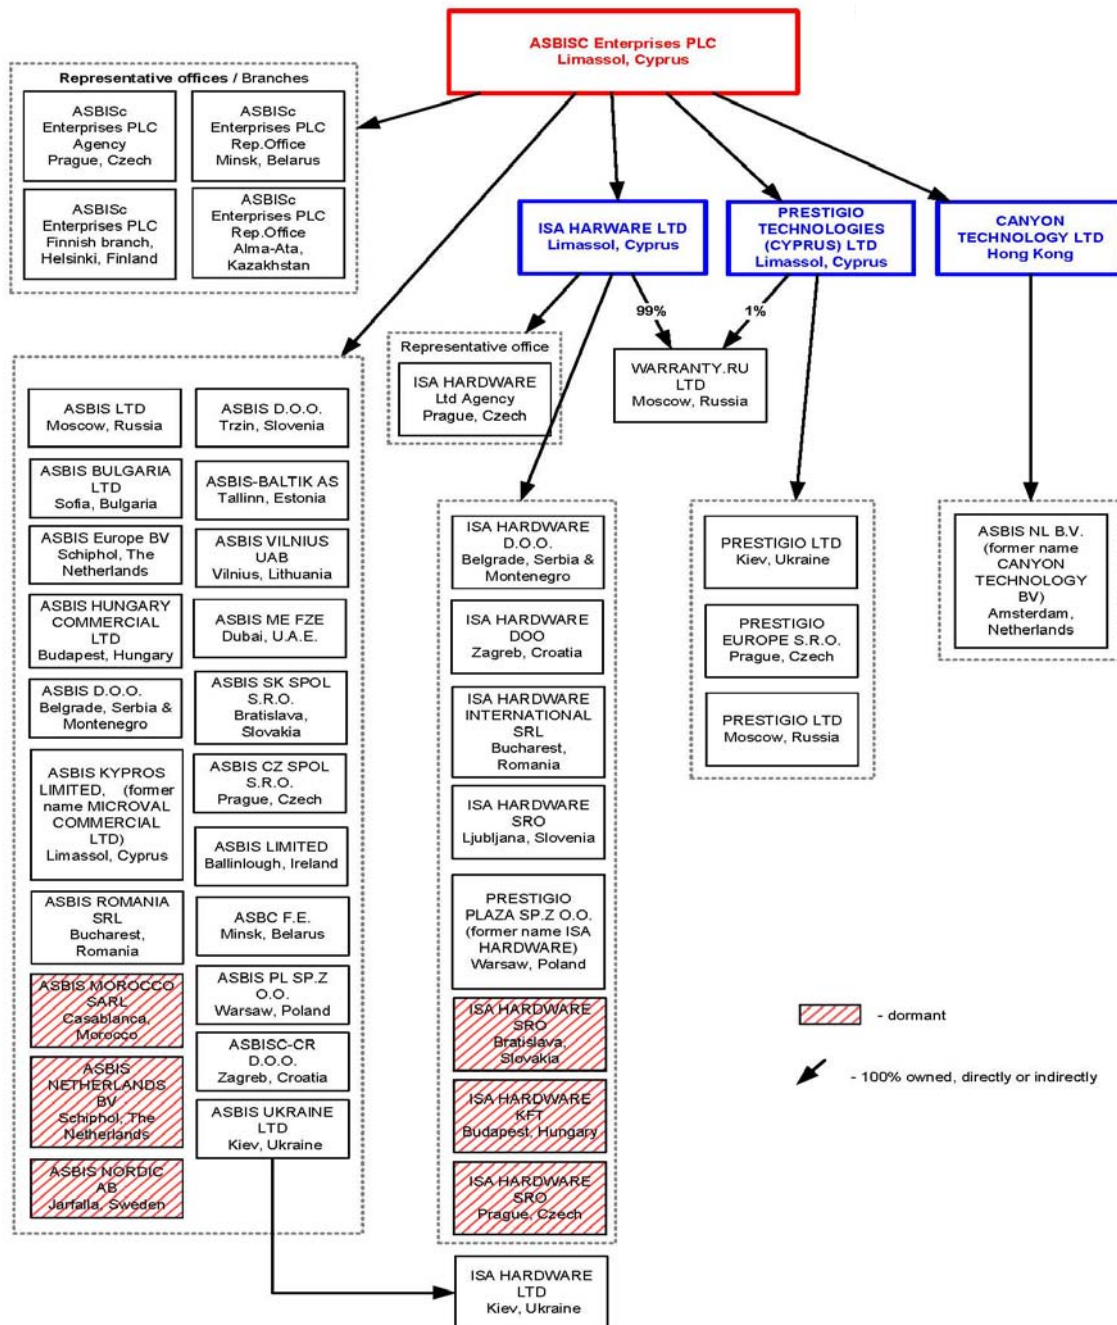 ASBISC Enterprises PLC
Limassol, Cyprus
Representative offices / Branches
ASBISc
Enterprises PLC
Agency
Prague, Czech
ASBISc
Enterprises PLC
Rep.Office
Minsk, Belarus
ASBISc
Enterprises PLC
Finnish branch,
Helsinki, Finland
ASBISc
Enterprises PLC
Rep.Office
Alma-Ata,
Kazakhstan
ISA HARWARE LTD
Limassol, Cyprus
PRESTIGIO
TECHNOLOGIES
(CYPRUS) LTD
Limassol, Cyprus
CANYON
TECHNOLOGY LTD
Hong Kong
99%
1%
Representative office
ISA HARDWARE
Ltd Agency
Prague, Czech
WARRANTY.RU
LTD
Moscow, Russia
ASBIS LTD
Moscow, Russia
ASBIS BULGARIA
LTD
Sofia, Bulgaria
ASBIS Europe BV
Schiphol, The
Netherlands
ASBIS HUNGARY
COMMERCIAL
LTD
Budapest, Hungary
ASBIS D.O.O.
Belgrade, Serbia &
Montenegro
ASBIS KYPROS
LIMITED, (former
name MICROVAL
COMMERCIAL
LTD)
Limassol, Cyprus
ASBIS ROMANIA
SRL
Bucharest,
Romania
ASBIS MOROCCO
SARL
Casablanca,
Morocco
ASBIS
NETHERLANDS
BV
Schiphol, The
Netherlands
ASBIS NORDIC
AB
Jarfalla, Sweden
ASBIS D.O.O.
Trzin, Slovenia
ASBIS-BALTIK AS
Tallinn, Estonia
ASBIS VILNIUS
UAB
Vilnius, Lithuania
ASBIS ME FZE
Dubai, U.A.E.
ASBIS SK SPOL
S.R.O.
Bratislava,
Slovakia
ASBIS CZ SPOL
S.R.O.
Prague, Czech
ASBIS LIMITED
Ballinlough, Ireland
ASBC F.E.
Minsk, Belarus
ASBIS PL SP.Z
O.O.
Warsaw, Poland
ASBISC-CR
D.O.O.
Zagreb, Croatia
ASBIS UKRAINE
LTD
Kiev, Ukraine
ISA HARDWARE
D.O.O.
Belgrade, Serbia &
Montenegro
ISA HARDWARE
DOO
Zagreb, Croatia
ISA HARDWARE
INTERNATIONAL
SRL
Bucharest,
Romania
ISA HARDWARE
SRO
Ljubljana, Slovenia
PRESTIGIO
PLAZA SP.Z O.O.
(former name ISA
HARDWARE)
Warsaw, Poland
ISA HARDWARE
SRO
Bratislava,
Slovakia
ISA HARDWARE
KFT
Budapest, Hungary
ISA HARDWARE
SRO
Prague, Czech
ISA HARDWARE
LTD
Kiev, Ukraine
PRESTIGIO LTD
Kiev, Ukraine
PRESTIGIO
EUROPE S.R.O.
Prague, Czech
PRESTIGIO LTD
Moscow, Russia
ASBIS NL B.V.
(former name
CANYON
TECHNOLOGY
BV)
Amsterdam,
Netherlands
- dormant
- 100% owned, directly or indirectly